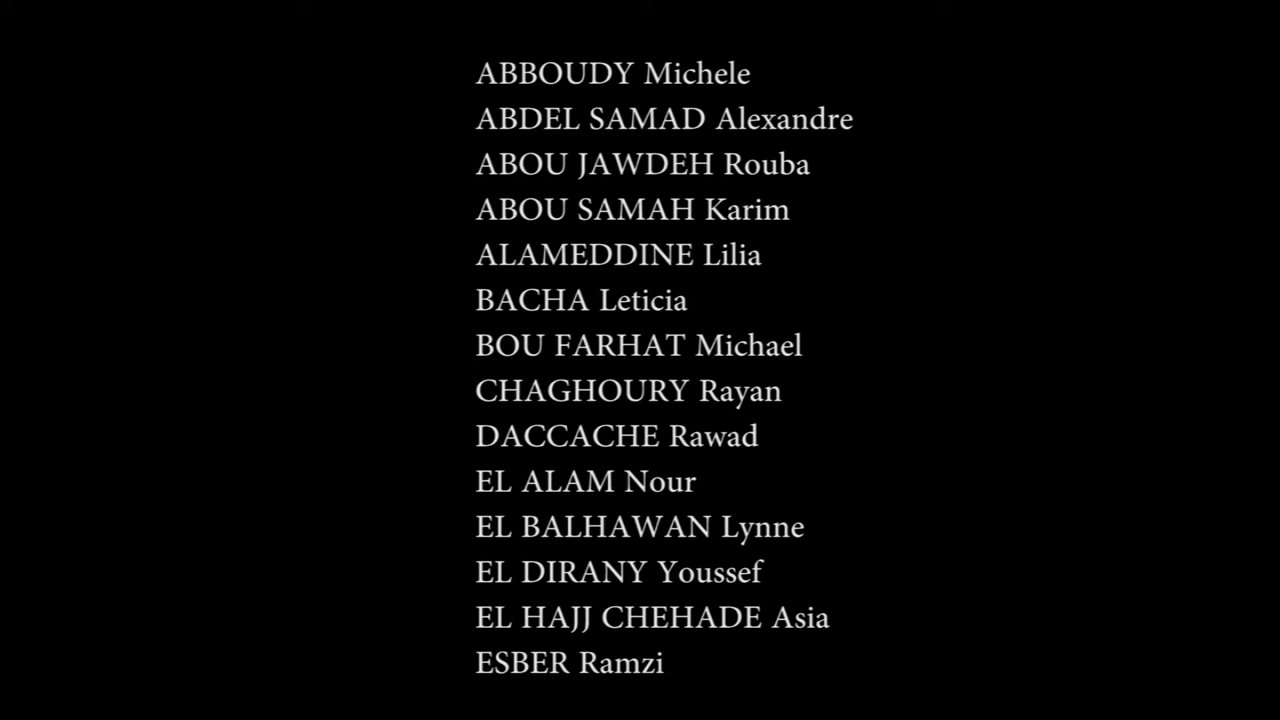 ABBOUDY Michele
ABDEL SAMAD Alexandre
ABOU JAWDEH Rouba
ABOU SAMAH Karim
ALAMEDDINE Lilia
BACHA Leticia
BOU FARHAT Michael
CHAGHOURY Rayan
DACCACHE Rawad
EL ALAM Nour
EL BALHAWAN Lynne
EL DIRANY Youssef
EL HAJJ CHEHADE Asia
ESBER Ramzi